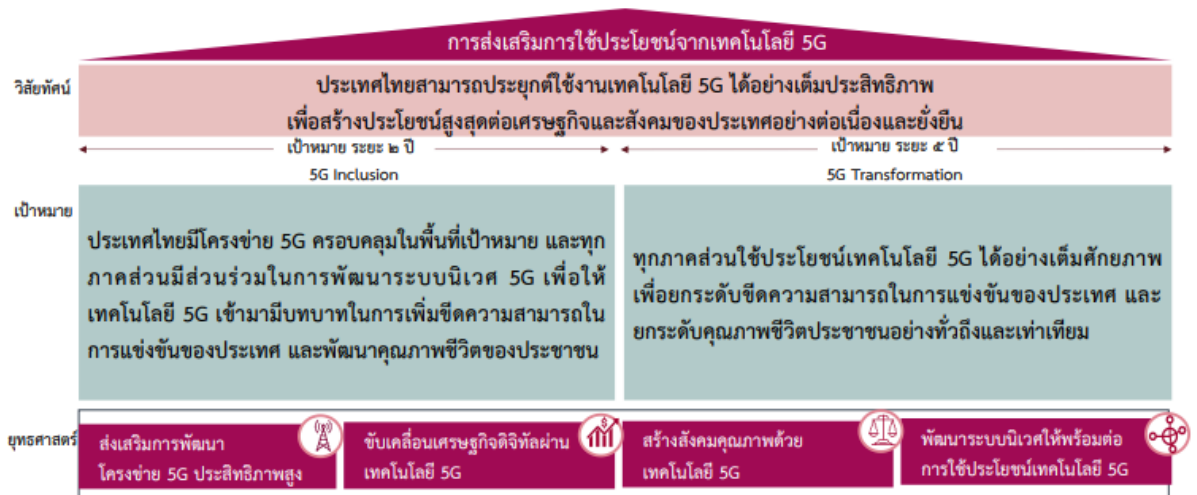 การส่งเสริมการใช้ประโยชน์จากเทคโนโลยี 5G
วิสัยทัศน์
ประเทศไทยสามารถประยุกต์ใช้งานเทคโนโลยี 5G ได้อย่างเต็มประสิทธิภาพ
เพื่อสร้างประโยชน์สูงสุดต่อเศรษฐกิจและสังคมของประเทศอย่างต่อเนื่องและยั่งยืน
เป้าหมาย ระยะ ๒ ปี
5G Inclusion
เป้าหมาย ระยะ ๕ ปี
5G Transformation
เป้าหมาย
ประเทศไทยมีโครงข่าย 5G ครอบคลุมในพื้นที่เป้าหมาย และทุก
ภาคส่วนมีส่วนร่วมในการพัฒนาระบบนิเวศ 5G เพื่อให้
เทคโนโลยี 5G เข้ามามีบทบาทในการเพิ่มขีดความสามารถใน
การแข่งขันของประเทศ และพัฒนาคุณภาพชีวิตของประชาชน
ทุกภาคส่วนใช้ประโยชน์เทคโนโลยี 5G ได้อย่างเต็มศักยภาพ
เพื่อยกระดับขีดความสามารถในการแข่งขันของประเทศ และ
ยกระดับคุณภาพชีวิตประชาชนอย่างทั่วถึงและเท่าเทียม
ยุทธศาสตร์
ส่งเสริมการพัฒนา
โครงข่าย 5G ประสิทธิภาพสูง
ขับเคลื่อนเศรษฐกิจดิจิทัลผ่าน
เทคโนโลยี 5G
สร้างสังคมคุณภาพด้วย
เทคโนโลยี 5G
พัฒนาระบบนิเวศให้พร้อมต่อ
การใช้ประโยชน์เทคโนโลยี 5G